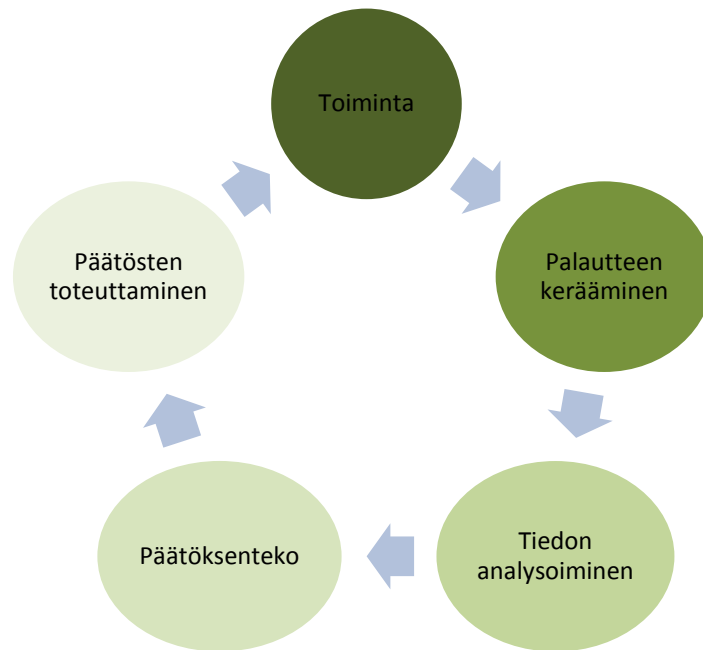 Toiminta
Palautteen
kerääminen
Tiedon
analysoiminen
Päätöksenteko
Päätösten
toteuttaminen